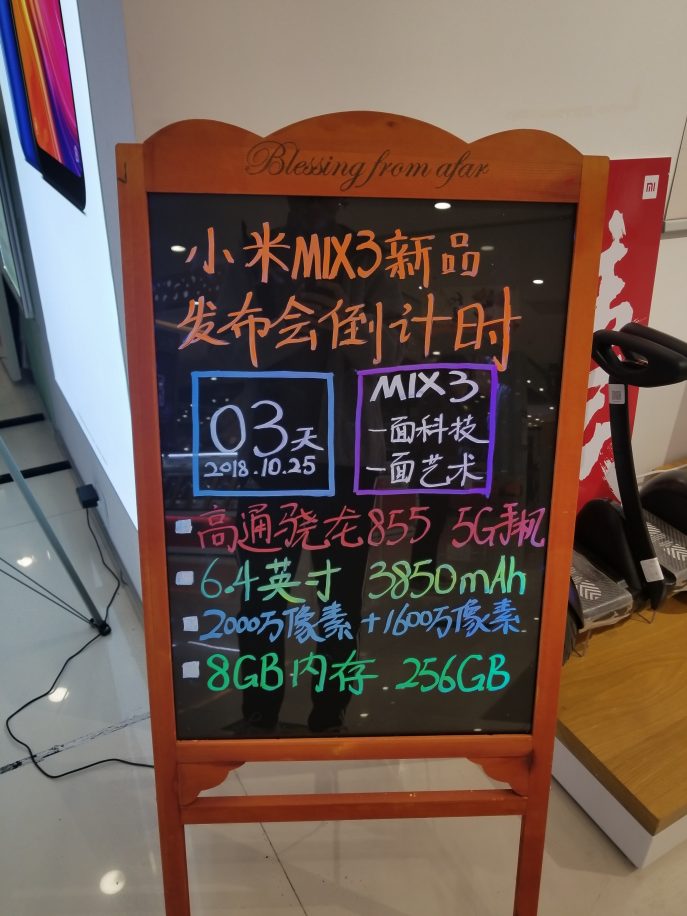 Blessing from afar
小米MIX3新品
发布会倒计时
03天
2018.10.25
MIX3
一面科技
一面艺术
高通骁龙855 5G手机
6.4英寸 3850mAh
2000万像素+1600万像素
8GB内存 256GB
MI